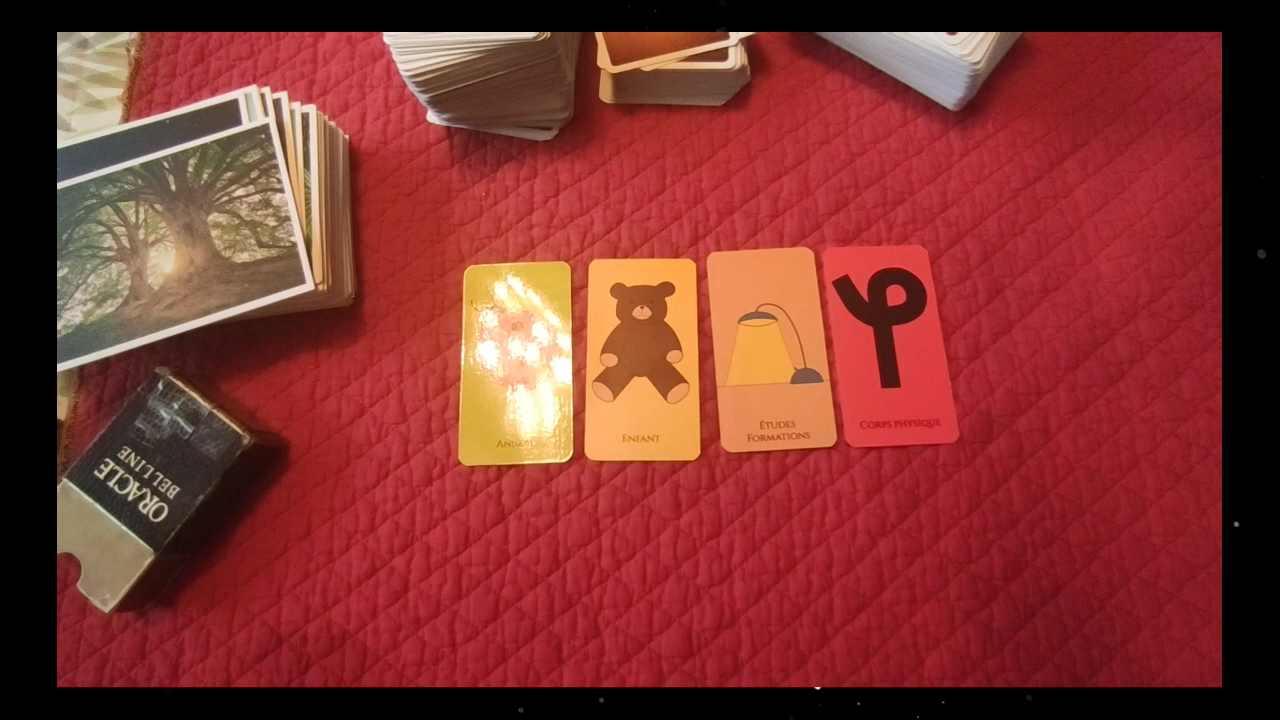 ORACLE
BELLINE
ENFANT
ÉTUDES
FORMATIONS
CORPS PHYSIQUE